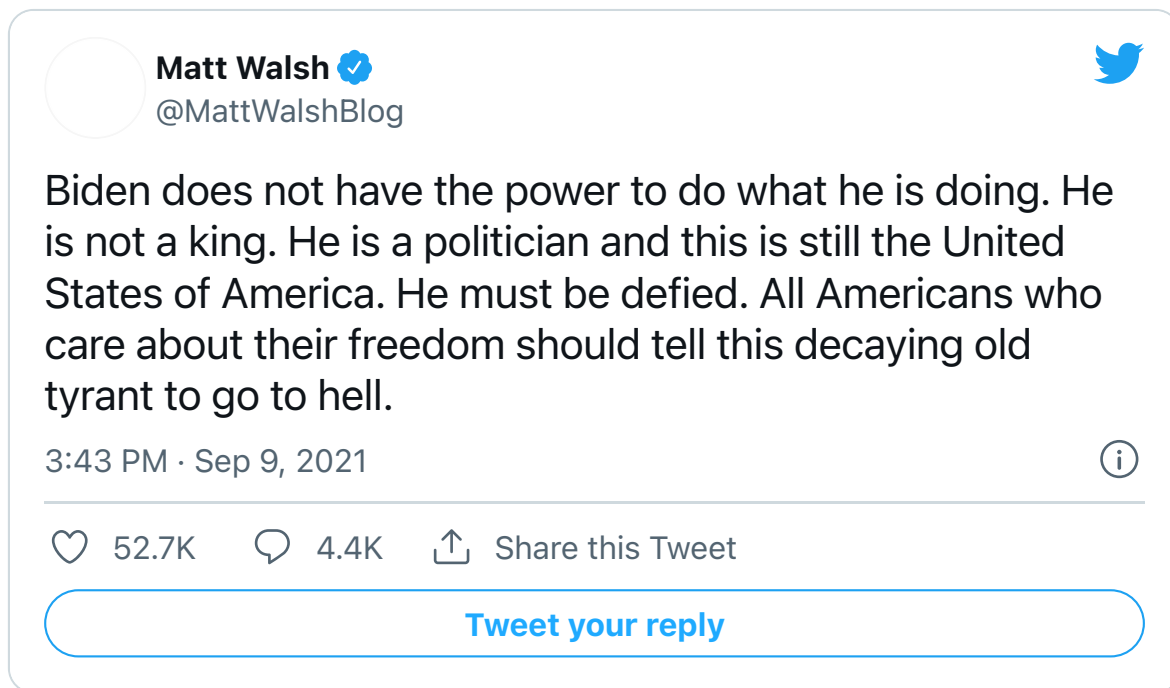 Matt Walsh
@MattWalshBlog
Biden does not have the power to do what he is doing. He
is not a king. He is a politician and this is still the United
States of America. He must be defied. All Americans who
care about their freedom should tell this decaying old
tyrant to go to hell.
3:43 PM · Sep 9, 2021
52.7K 4.4K Share this Tweet
Tweet your reply